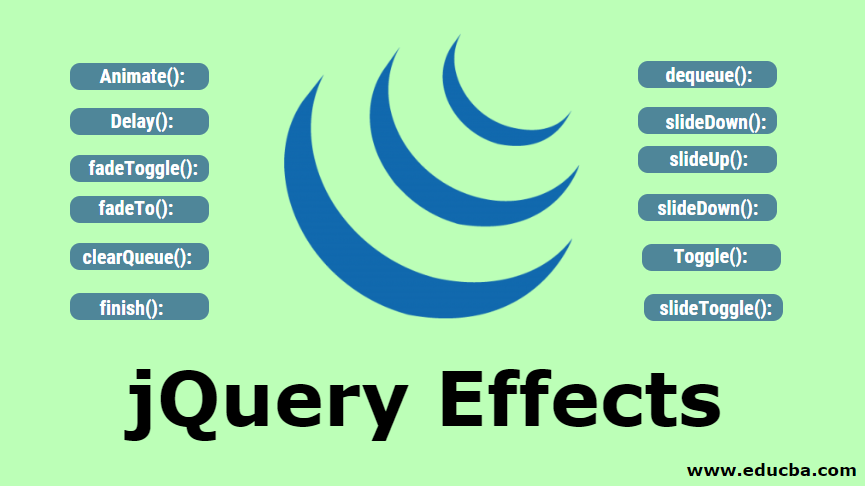 Animate():
Delay():
fadeToggle():
fadeTo():
clearQueue():
finish():
dequeue():
slideDown():
slideUp():
slideDown():
Toggle():
slideToggle():
jQuery Effects
www.educba.com